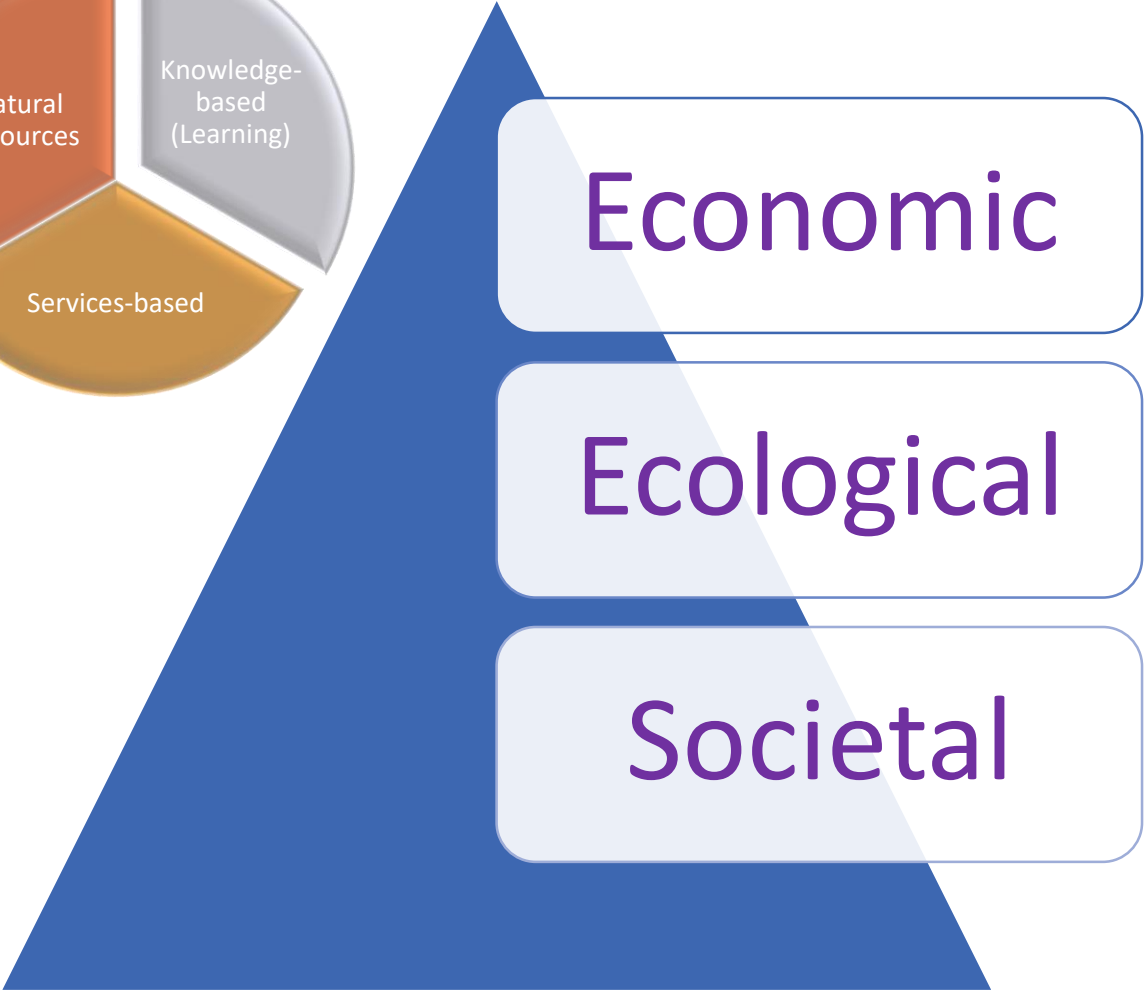 Knowledge-
based
(Learning)
atural
ources
Services-based
Economic
Ecological
Societal